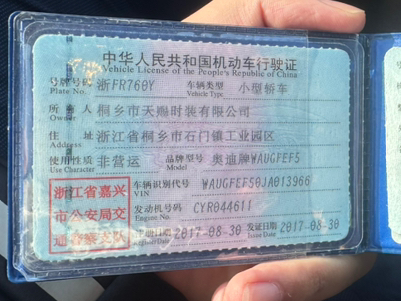 中华人民共和国机动车行驶证
Vehicle License of the People's Republic of China
号牌号码 浙FR760Y 车辆类型 小型轿车
Plate No. Vehicle Type
所有人 桐乡市天赐时装有限公司
Owner
住址 浙江省桐乡市石门镇工业园区
Address
使用性质 非营运 品牌型号 奥迪牌WAUGFEF5
Use Character Model
浙江省嘉兴
市公安局交
通警察支队
车辆识别代号 WAUGFEF50JA013966
VIN
发动机号码 CYR044611
Engine No.
注册日期 2017-08-30 发证日期 2017-08-30
Register Date Issue Date